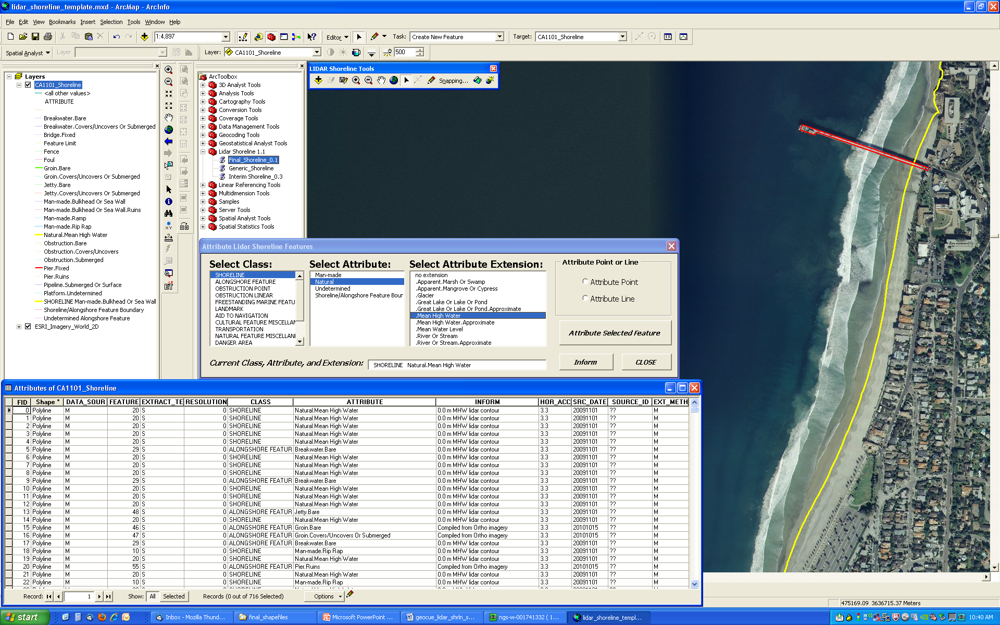 lidar_shoreline_template.mxd - ArcMap - ArcInfo
File Edit View Bookmarks Insert Selection Tools Window Help
1:4,897 Editor Task: Create New Feature Target: CA1101_Shoreline
Spatial Analyst Layer: Layer: CA1101_Shoreline 500
Layers
CA1101_Shoreline
<all other values>
ATTRIBUTE
Breakwater.Bare
Breakwater.Covers/Uncovers Or Submerged
Bridge.Fixed
Feature Limit
Fence
Foul
Groin.Bare
Groin.Covers/Uncovers Or Submerged
Jetty.Bare
Jetty.Covers/Uncovers Or Submerged
Man-made.Bulkhead Or Sea Wall
Man-made.Bulkhead Or Sea Wall.Ruins
Man-made.Ramp
Man-made.Rip Rap
Natural.Mean High Water
Obstruction.Bare
Obstruction.Covers/Uncovers
Obstruction.Submerged
Pier.Fixed
Pier.Ruins
Pipeline.Submerged Or Surface
Platform.Undetermined
SHORELINE Man-made.Bulkhead Or Sea Wall
Shoreline/Alongshore Feature Boundary
Undetermined Alongshore Feature
ESRI_Imagery_World_2D
ArcToolbox
3D Analyst Tools
Analysis Tools
Cartography Tools
Conversion Tools
Coverage Tools
Data Management Tools
Geocoding Tools
Geostatistical Analyst Tools
Lidar Shoreline 1.1
Final_Shoreline_0.1
Generic_Shoreline
Interim Shoreline_0.3
Linear Referencing Tools
Multidimension Tools
Samples
Server Tools
Spatial Analyst Tools
Spatial Statistics Tools
LIDAR Shoreline Tools
Snapping...
Attribute Lidar Shoreline Features
Select Class:
SHORELINE
ALONGSHORE FEATURE
OBSTRUCTION POINT
OBSTRUCTION LINEAR
FREESTANDING MARINE FEATU
LANDMARK
AID TO NAVIGATION
CULTURAL FEATURE MISCELLAN
TRANSPORTATION
NATURAL FEATURE MISCELLANI
DANGER AREA
Select Attribute:
Man-made
Natural
Undetermined
Shoreline/Alongshore Feature Bour
Select Attribute Extension:
no extension
.Apparent.Marsh Or Swamp
.Apparent.Mangrove Or Cypress
.Glacier
.Great Lake Or Lake Or Pond
.Great Lake Or Lake Or Pond.Approximate
.Mean High Water
.Mean High Water.Approximate
.Mean Water Level
.River Or Stream
.River Or Stream.Approximate
Attribute Point or Line
Attribute Point
Attribute Line
Attribute Selected Feature
Inform CLOSE
Current Class, Attribute, and Extension: SHORELINE Natural.Mean High Water
Attributes of CA1101_Shoreline
FID Shape * DATA_SOUR FEATURE EXTRACT_TE RESOLUTION CLASS ATTRIBUTE INFORM HOR_ACC SRC_DATE SOURCE_ID EXT_METH
0 Polyline M 20 S 0 SHORELINE Natural.Mean High Water 0.0 m MHW lidar contour 3.3 20091101 ?? M
1 Polyline M 20 S 0 SHORELINE Natural.Mean High Water 0.0 m MHW lidar contour 3.3 20091101 ?? M
2 Polyline M 20 S 0 SHORELINE Natural.Mean High Water 0.0 m MHW lidar contour 3.3 20091101 ?? M
3 Polyline M 20 S 0 SHORELINE Natural.Mean High Water 0.0 m MHW lidar contour 3.3 20091101 ?? M
4 Polyline M 20 S 0 SHORELINE Natural.Mean High Water 0.0 m MHW lidar contour 3.3 20091101 ?? M
5 Polyline M 29 S 0 ALONGSHORE FEATUR Breakwater.Bare 0.0 m MHW lidar contour 3.3 20091101 ?? M
6 Polyline M 20 S 0 SHORELINE Natural.Mean High Water 0.0 m MHW lidar contour 3.3 20091101 ?? M
7 Polyline M 20 S 0 SHORELINE Natural.Mean High Water 0.0 m MHW lidar contour 3.3 20091101 ?? M
8 Polyline M 20 S 0 SHORELINE Natural.Mean High Water 0.0 m MHW lidar contour 3.3 20091101 ?? M
9 Polyline M 29 S 0 ALONGSHORE FEATUR Breakwater.Bare 0.0 m MHW lidar contour 3.3 20091101 ?? M
10 Polyline M 20 S 0 SHORELINE Natural.Mean High Water 0.0 m MHW lidar contour 3.3 20091101 ?? M
11 Polyline M 20 S 0 SHORELINE Natural.Mean High Water 0.0 m MHW lidar contour 3.3 20091101 ?? M
12 Polyline M 20 S 0 SHORELINE Natural.Mean High Water 0.0 m MHW lidar contour 3.3 20091101 ?? M
13 Polyline M 48 S 0 ALONGSHORE FEATUR Jetty.Bare 0.0 m MHW lidar contour 3.3 20091101 ?? M
14 Polyline M 20 S 0 SHORELINE Natural.Mean High Water 0.0 m MHW lidar contour 3.3 20091101 ?? M
15 Polyline M 46 S 0 ALONGSHORE FEATUR Groin.Bare Compiled from Ortho imagery 3.3 20101015 ?? M
16 Polyline M 47 S 0 ALONGSHORE FEATUR Groin.Covers/Uncovers Or Submerged Compiled from Ortho imagery 3.3 20101015 ?? M
17 Polyline M 29 S 0 ALONGSHORE FEATUR Breakwater.Bare 0.0 m MHW lidar contour 3.3 20091101 ?? M
18 Polyline M 10 S 0 SHORELINE Man-made.Rip Rap 0.0 m MHW lidar contour 3.3 20091101 ?? M
19 Polyline M 20 S 0 SHORELINE Natural.Mean High Water 0.0 m MHW lidar contour 3.3 20091101 ?? M
20 Polyline M 55 S 0 ALONGSHORE FEATUR Pier.Ruins Compiled from Ortho imagery 3.3 20101015 ?? M
21 Polyline M 20 S 0 SHORELINE Natural.Mean High Water 0.0 m MHW lidar contour 3.3 20091101 ?? M
22 Polyline M 10 S 0 SHORELINE Man-made.Rip Rap 0.0 m MHW lidar contour 3.3 20091101 ?? M
Record: 1 Show: All Selected Records (0 out of 716 Selected) Options
475169.09 3636715.37 Meters
start Inbox - Mozilla Thund... final_shapefiles Microsoft PowerPoint ... geocue_lidar_shrln_s... ngs-w-001741332 ( 1... lidar_shoreline_templ... 10:40 AM